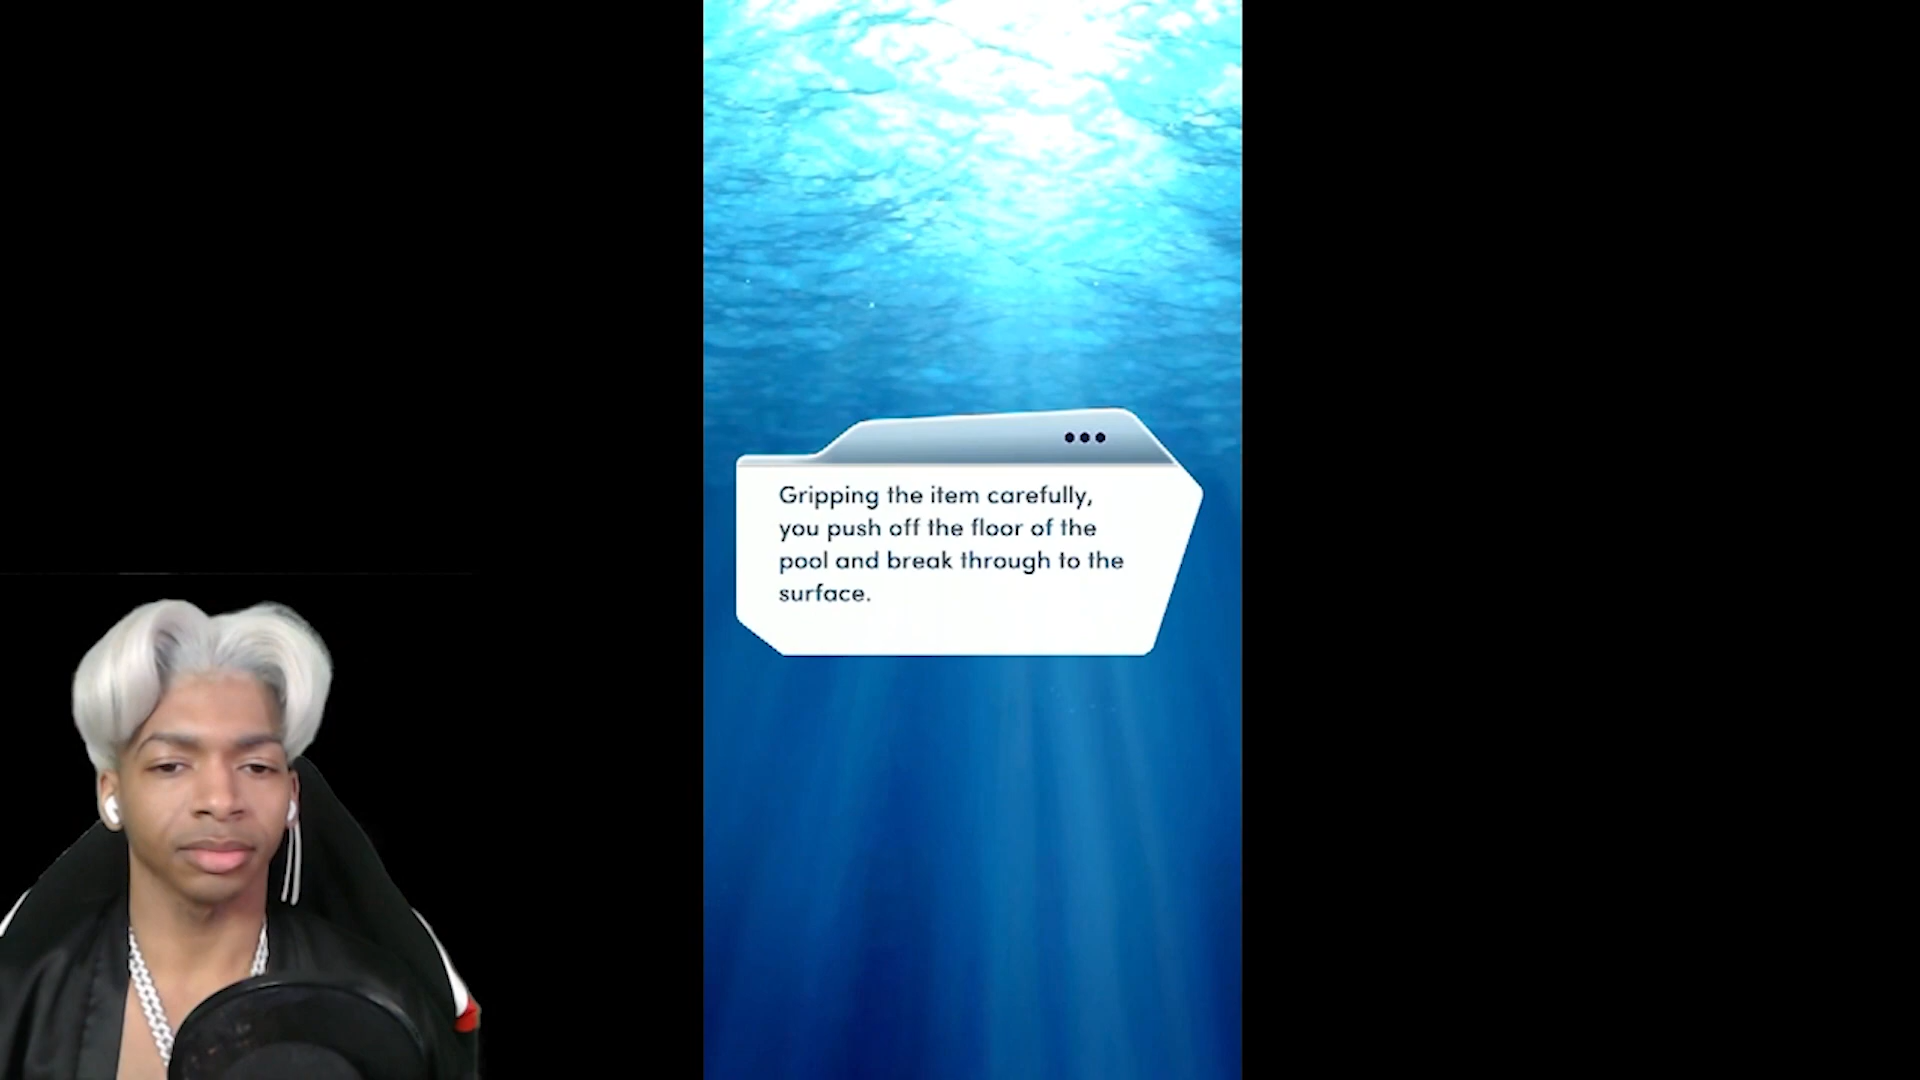 Gripping the item carefully,
you push off the floor of the
pool and break through to the
surface.